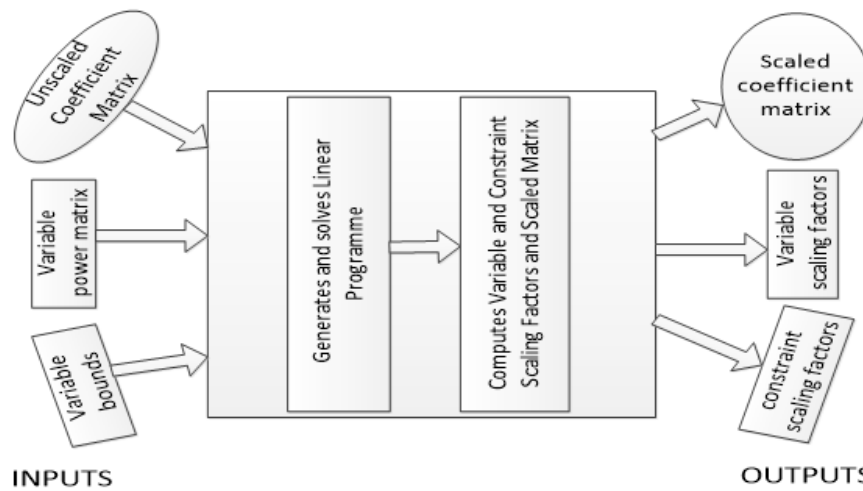 Unscaled
Coefficient
Matrix
Variable
power matrix
Variable
bounds
INPUTS
Generates and solves Linear
Programme
Computes Variable and Constraint
Scaling Factors and Scaled Matrix
Scaled
coefficient
matrix
Variable
scaling factors
constraint
scaling factors
OUTPUTS